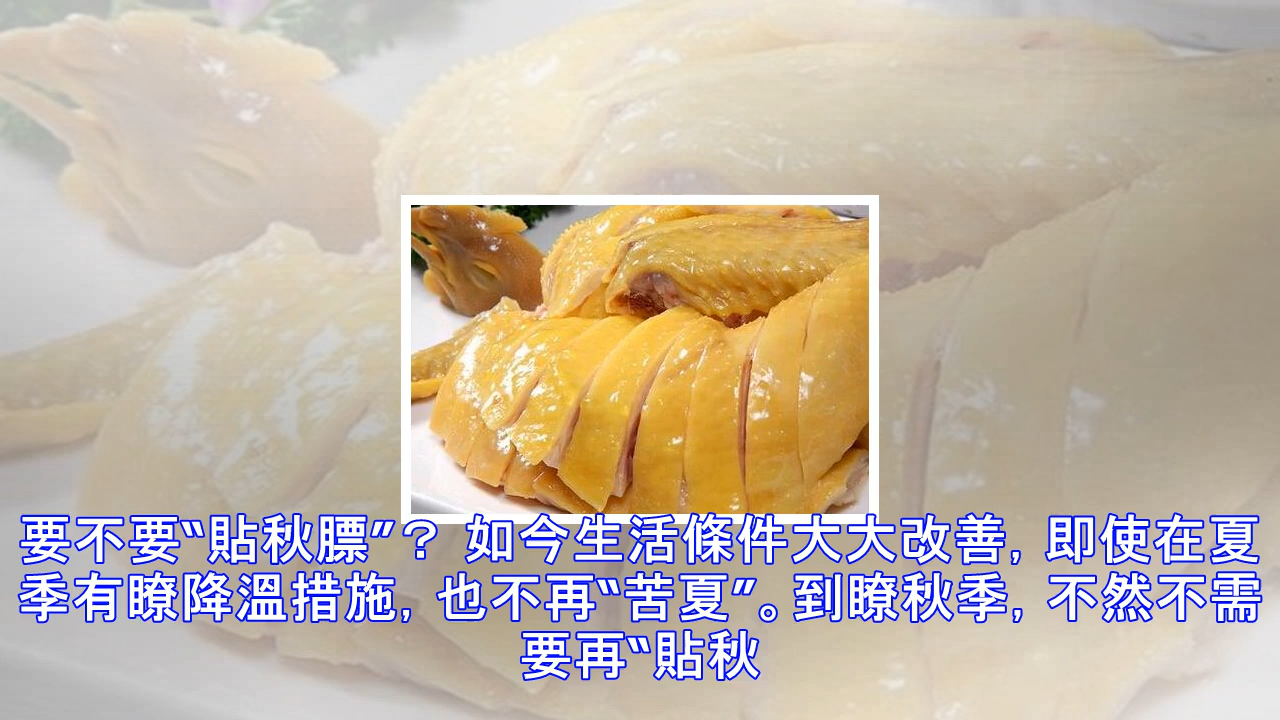 要不要“貼秋膘”？ 如今生活條件大大改善, 即使在夏
季有瞭降溫措施, 也不再“苦夏”。到瞭秋季, 不然不需
要再“貼秋